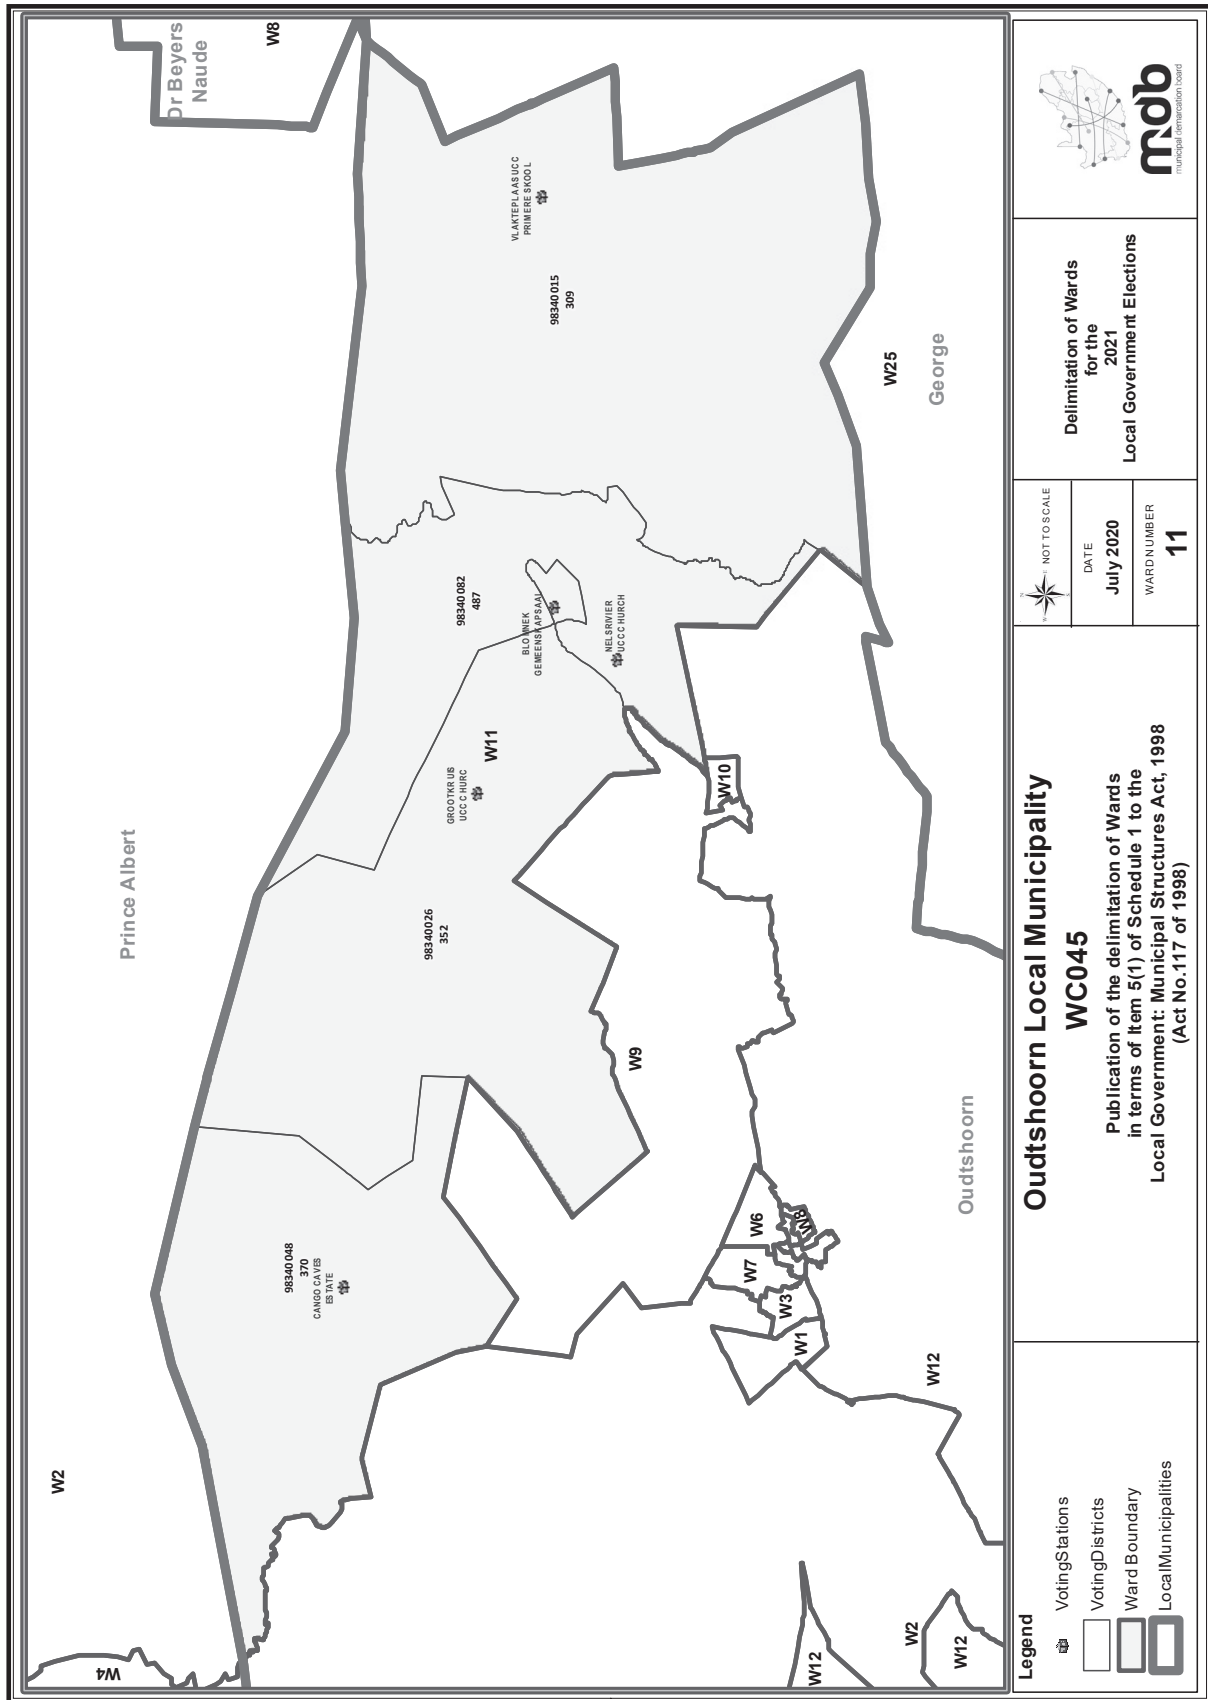 W2
Prince Albert
Dr Beyers
Naude
W8
W4
98340048
370
CANGO CAVES
ESTATE
98340026
352
GROOTKRUIS
UCC CHURC
W11
98340082
487
BLOMNEK
GEMEENSKAPSAAL
NELSRIVIER
UCC CHURCH
98340015
309
VLAKTEPLAAS UCC
PRIMERE SKOOL
W9
W10
W25
George
W6
W7
W8
W3
W1
W12
Oudtshoorn
W12
W2
W12
Legend
VotingStations
VotingDistricts
Ward Boundary
LocalMunicipalities
Oudtshoorn Local Municipality
WC045
Publication of the delimitation of Wards
in terms of Item 5(1) of Schedule 1 to the
Local Government: Municipal Structures Act, 1998
(Act No.117 of 1998)
N
W
E
S
NOT TO SCALE
DATE
July 2020
WARD NUMBER
11
Delimitation of Wards
for the
2021
Local Government Elections
mdb
municipal demarcation board